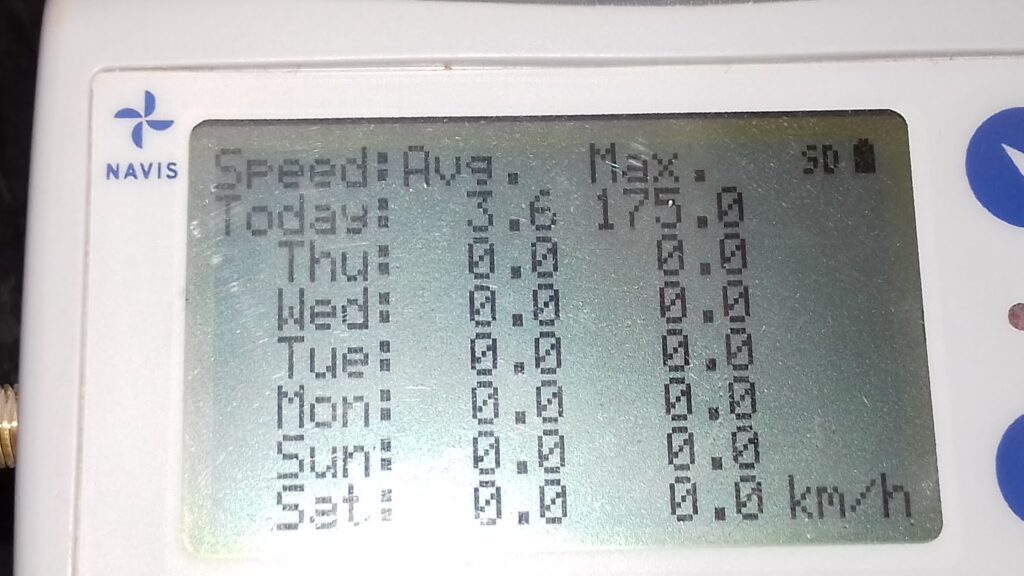 NAVIS
Speed: Avg. Max. SD
Today: 3.6 175.0
Thu: 0.0 0.0
Wed: 0.0 0.0
Tue: 0.0 0.0
Mon: 0.0 0.0
Sun: 0.0 0.0
Sat: 0.0 0.0 km/h